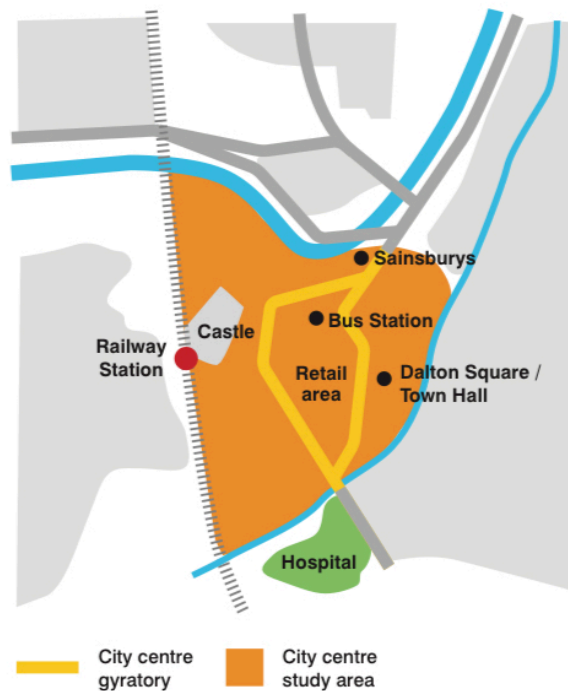 Sainsburys
Bus Station
Castle
Railway
Station
Retail
area
Dalton Square /
Town Hall
Hospital
City centre
gyratory
City centre
study area